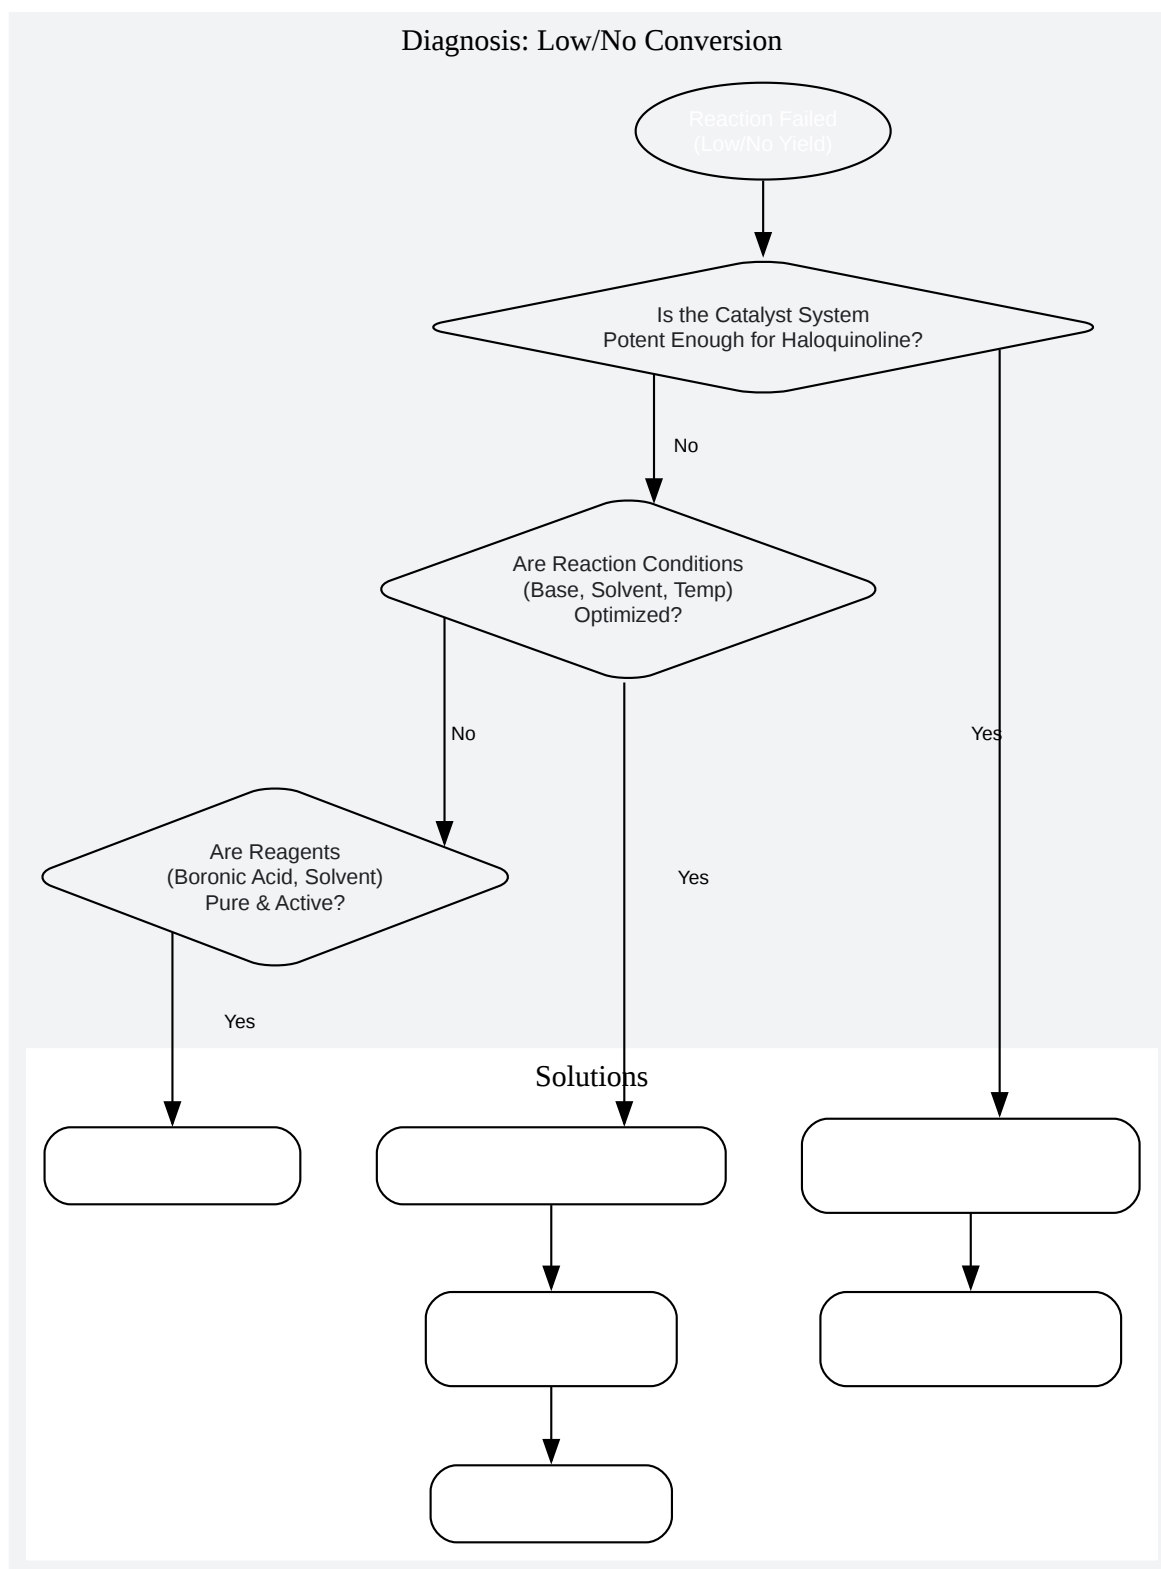 Diagnosis: Low/No Conversion
Reaction Failed
(Low/No Yield)
Is the Catalyst System
Potent Enough for Haloquinoline?
No
Are Reaction Conditions
(Base, Solvent, Temp)
Optimized?
No
Yes
Are Reagents
(Boronic Acid, Solvent)
Pure & Active?
Yes
Yes
Solutions